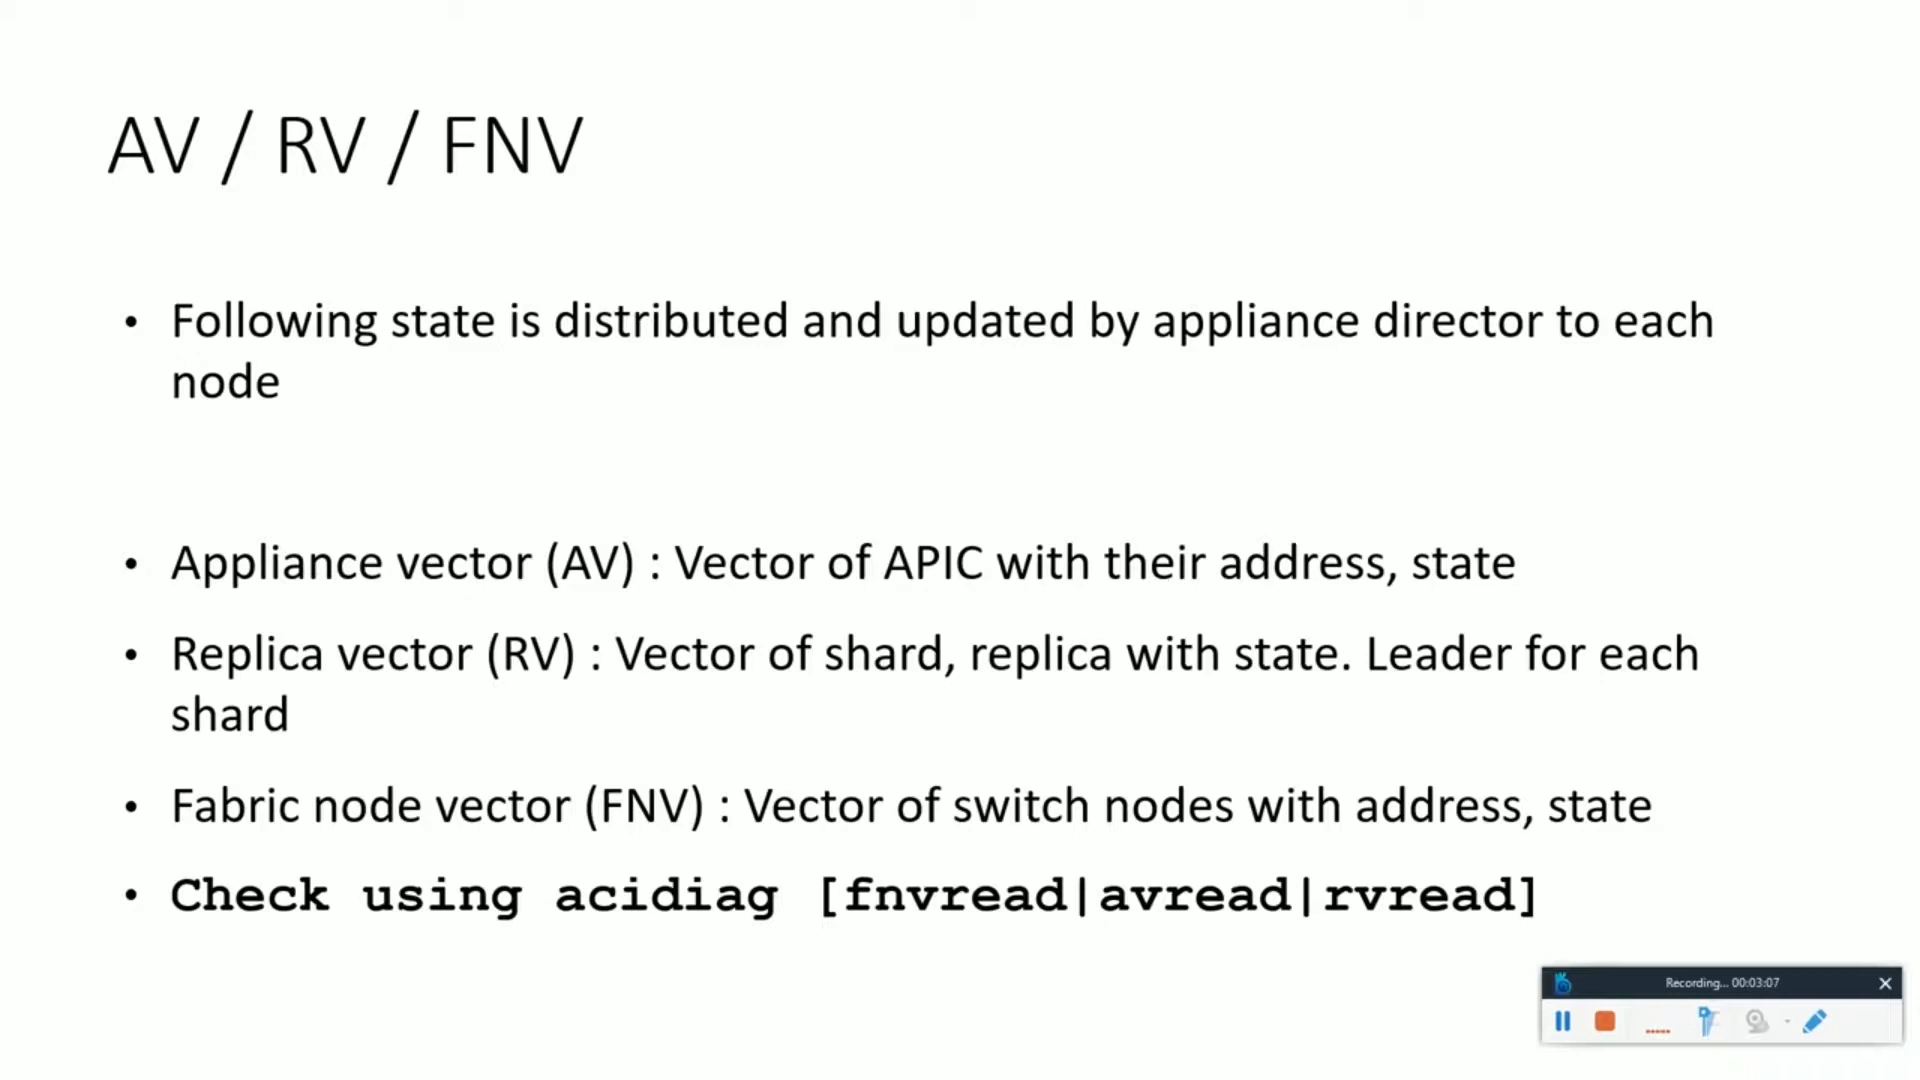 AV / RV / FNV
• Following state is distributed and updated by appliance director to each
node
• Appliance vector (AV) : Vector of APIC with their address, state
• Replica vector (RV) : Vector of shard, replica with state. Leader for each
shard
• Fabric node vector (FNV) : Vector of switch nodes with address, state
• Check using acidiag [fnvread|avread|rvread]
Recording... 00:03:07